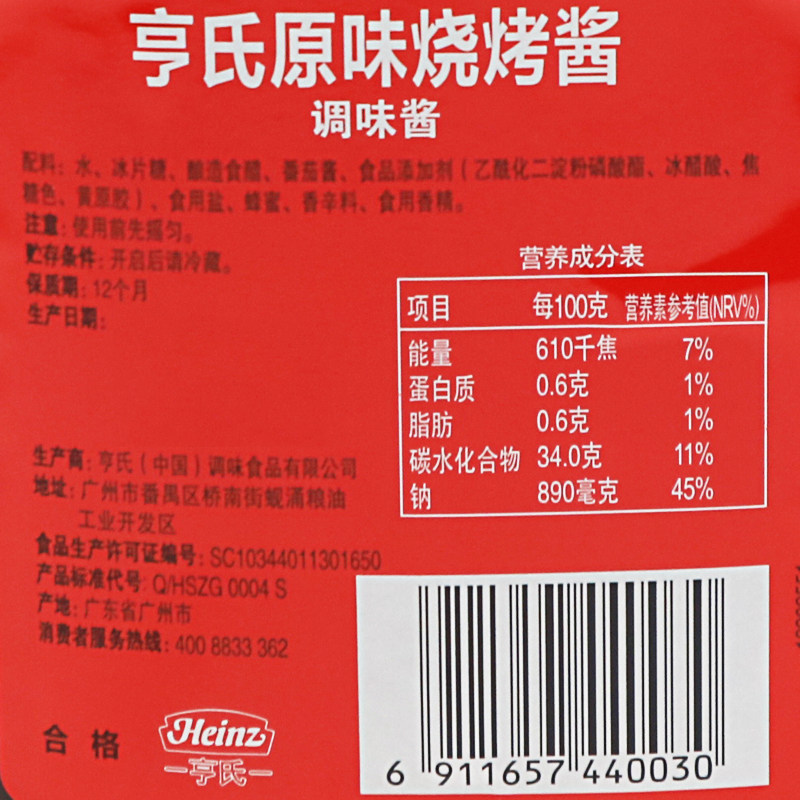 亨氏原味烧烤酱
调味酱
配料：水、冰片糖、酿造食醋、番茄酱、食品添加剂（乙酰化二淀粉磷酸酯、冰醋酸、焦
糖色、黄原胶）、食用盐、蜂蜜、香辛料、食用香精。
注意：使用前先摇匀。
贮存条件：开启后请冷藏。
保质期：12个月
生产日期：
营养成分表
项目 每100克 营养素参考值(NRV%)
能量 610千焦 7%
蛋白质 0.6克 1%
脂肪 0.6克 1%
碳水化合物 34.0克 11%
钠 890毫克 45%
生产商：亨氏（中国）调味食品有限公司
地址：广州市番禺区桥南街蚬涌粮油
工业开发区
食品生产许可证编号：SC10344011301650
产品标准代号：Q/HSZG 0004 S
产地：广东省广州市
消费者服务热线：400 8833 362
合格
Heinz
亨氏
6 911657 440030